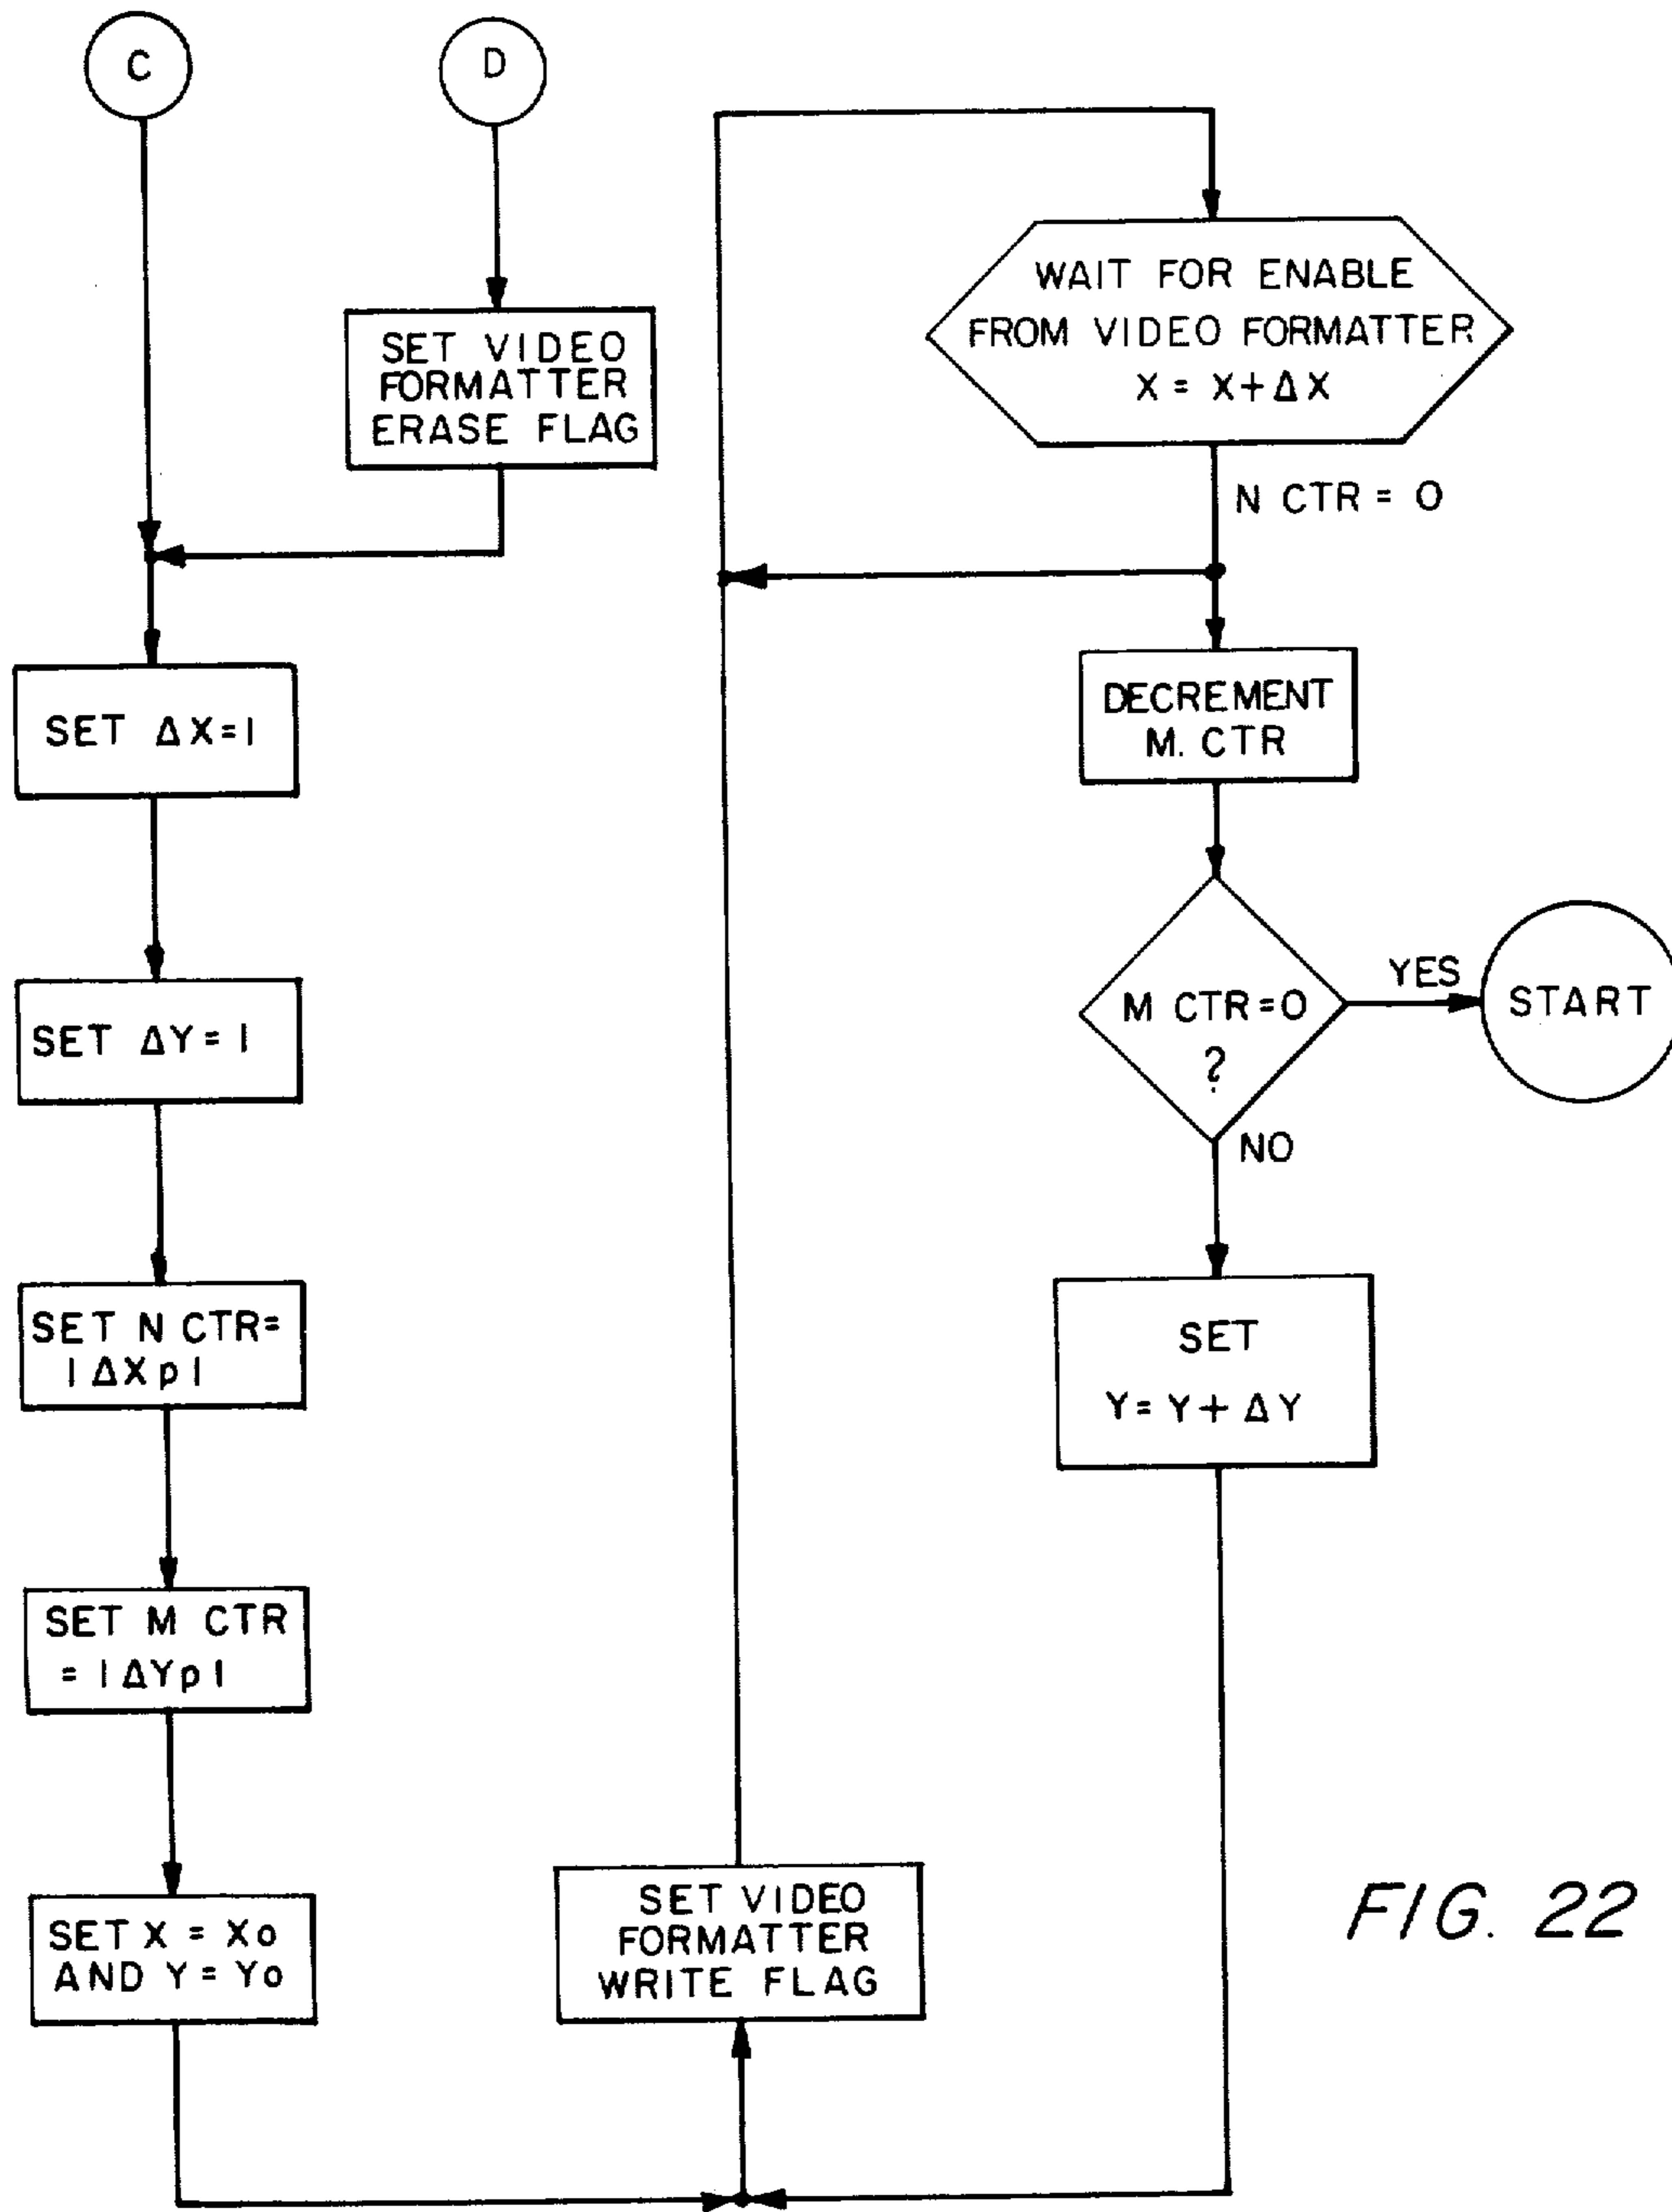 C
D
SET VIDEO
FORMATTER
ERASE FLAG
SET ΔX=1
SET ΔY=1
SET N CTR=
|ΔXp|
SET M CTR
=|ΔYp|
SET X = Xo
AND Y = Yo
SET VIDEO
FORMATTER
WRITE FLAG
WAIT FOR ENABLE
FROM VIDEO FORMATTER
X = X+ΔX
N CTR = 0
DECREMENT
M. CTR
M CTR=0
?
YES
START
NO
SET
Y=Y+ ΔY
FIG. 22